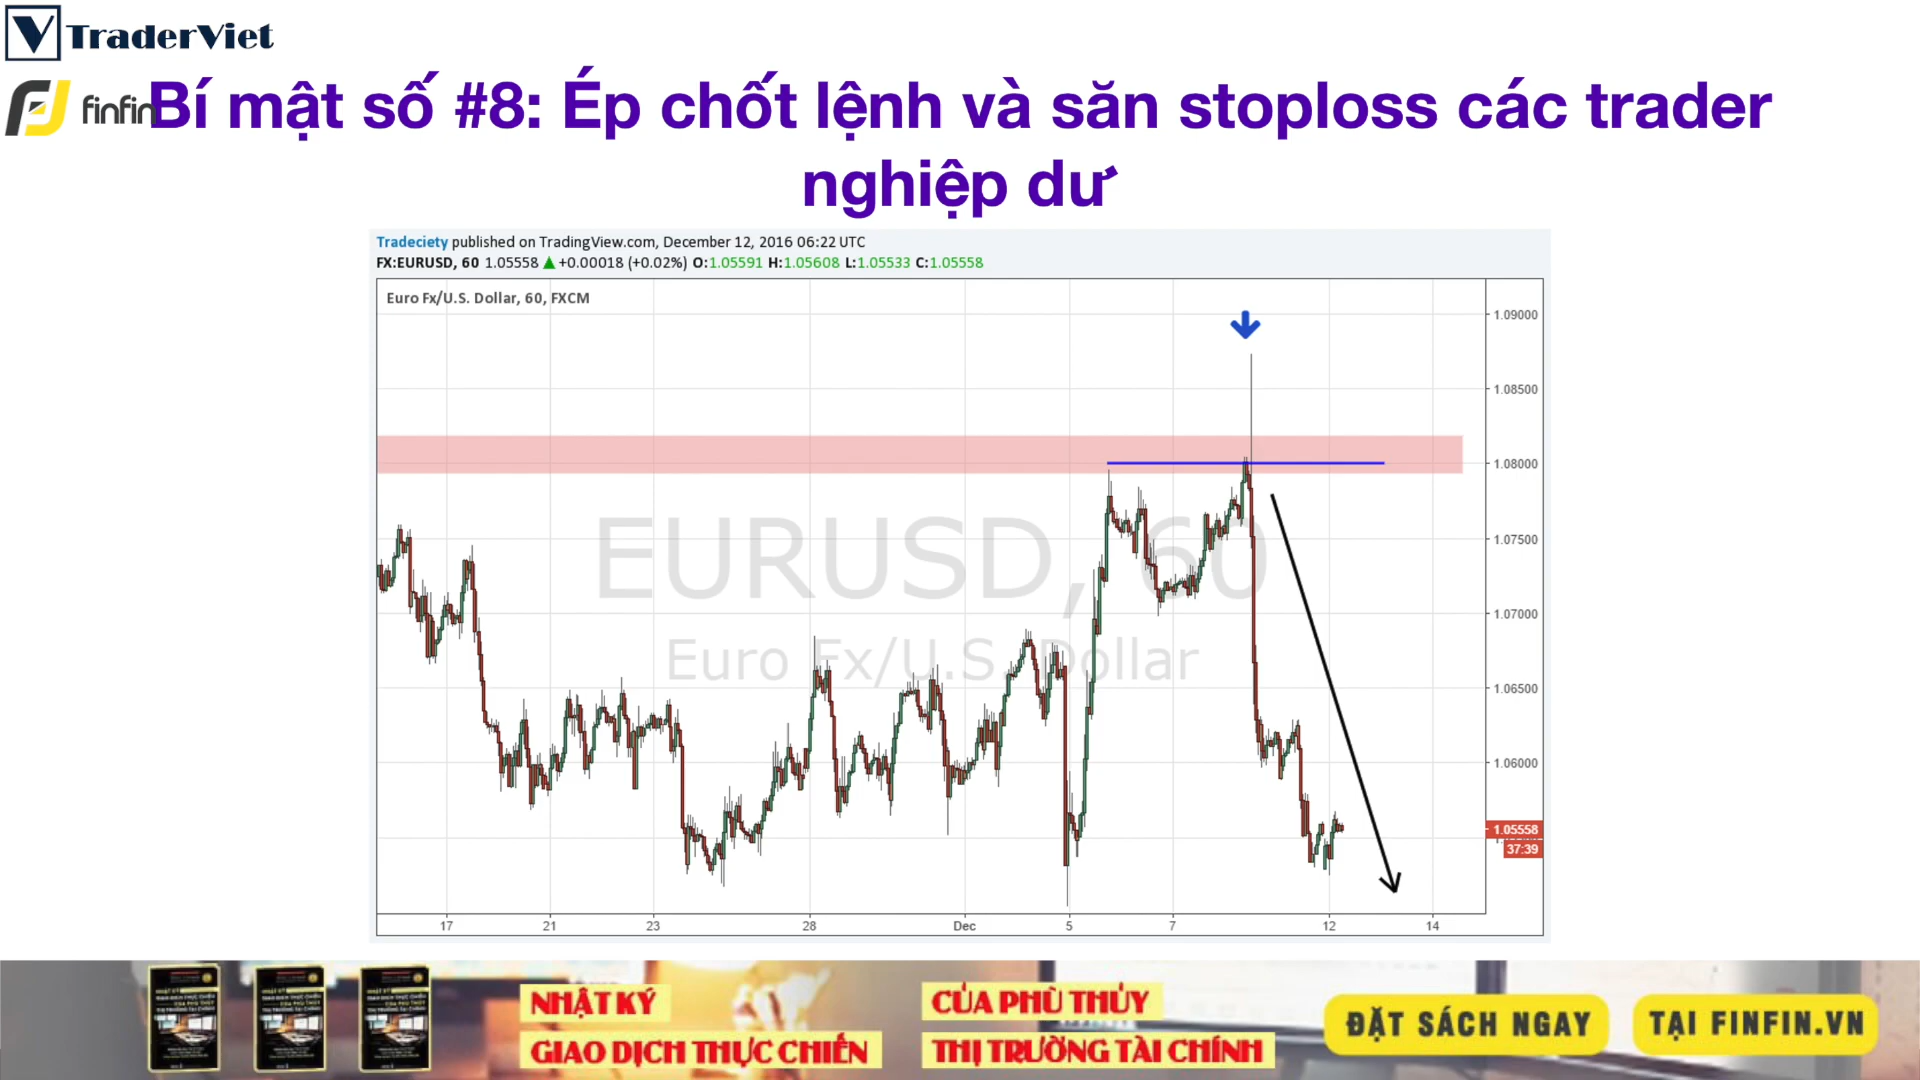 TraderViet
finfin
Bí mật số #8: Ép chốt lệnh và săn stoploss các trader
nghiệp dư
Tradeciety published on TradingView.com, December 12, 2016 06:22 UTC
FX:EURUSD, 60 1.05558 ▲ +0.00018 (+0.02%) O:1.05591 H:1.05608 L:1.05533 C:1.05558
Euro Fx/U.S. Dollar, 60, FXCM
EURUSD, 60
Euro Fx/U.S. Dollar
1.09000
1.08500
1.08000
1.07500
1.07000
1.06500
1.06000
1.05558
37:39
17 21 23 28 Dec 5 7 12 14
NHẬT KÝ
GIAO DỊCH THỰC CHIẾN
CỦA PHÙ THỦY
THỊ TRƯỜNG TÀI CHÍNH
ĐẶT SÁCH NGAY
TẠI FINFIN.VN